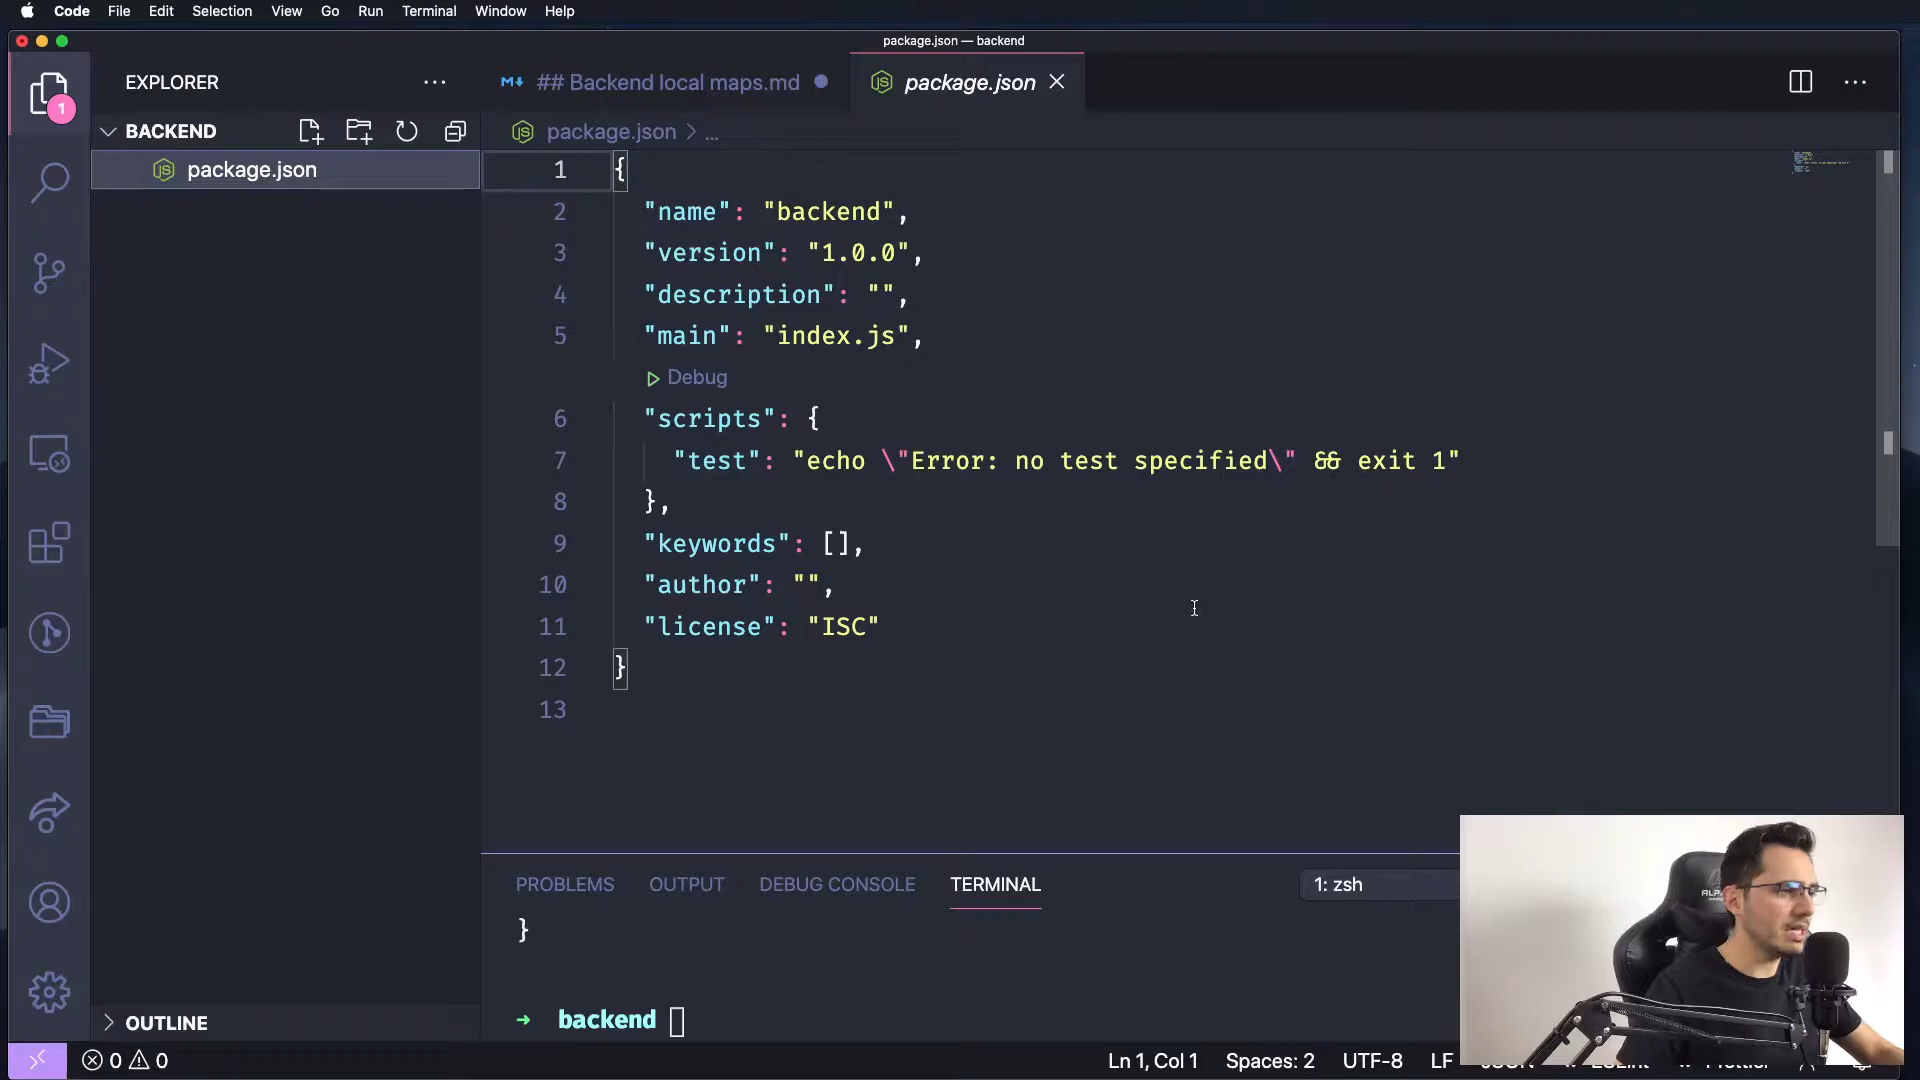 Code File Edit Selection View Go Run Terminal Window Help
package.json — backend
EXPLORER
## Backend local maps.md
package.json
BACKEND
package.json
package.json > ...
1 {
2 "name": "backend",
3 "version": "1.0.0",
4 "description": "",
5 "main": "index.js",
Debug
6 "scripts": {
7 "test": "echo \"Error: no test specified\" && exit 1"
8 },
9 "keywords": [],
10 "author": "",
11 "license": "ISC"
12 }
13
1
PROBLEMS OUTPUT DEBUG CONSOLE TERMINAL
1: zsh
}
→ backend
OUTLINE
0 0
Ln 1, Col 1 Spaces: 2 UTF-8 LF